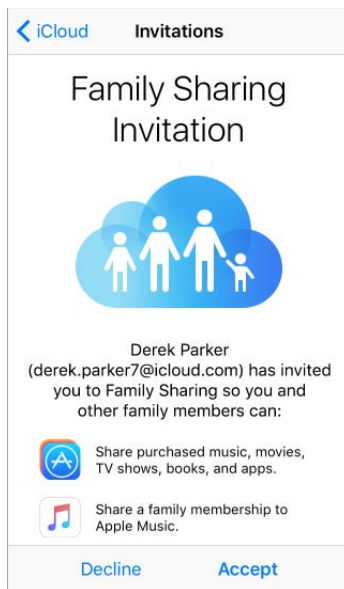 iCloud Invitations
Family Sharing
Invitation
Derek Parker
(derek.parker7@icloud.com) has invited
you to Family Sharing so you and
other family members can:
Share purchased music, movies,
TV shows, books, and apps.
Share a family membership to
Apple Music.
Decline Accept